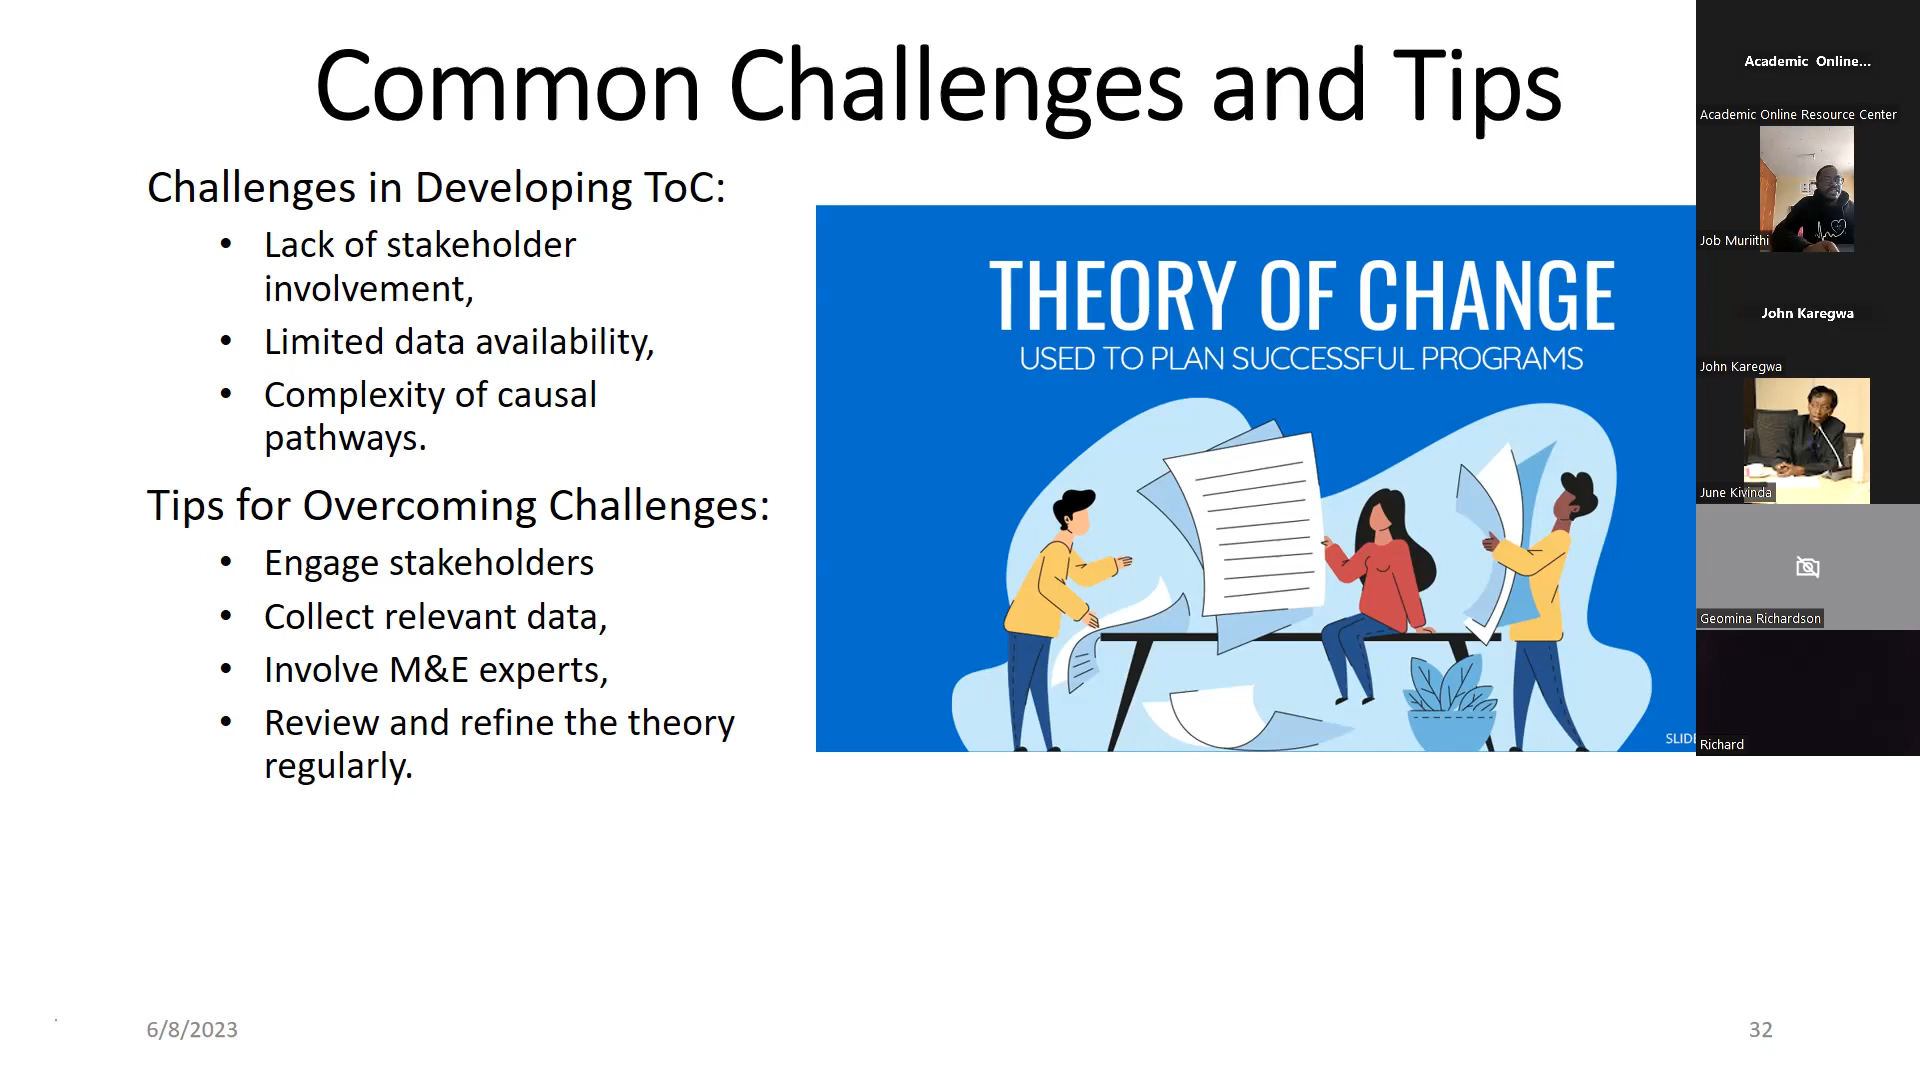 Common Challenges and Tips
Challenges in Developing ToC:
• Lack of stakeholder
involvement,
• Limited data availability,
• Complexity of causal
pathways.
Tips for Overcoming Challenges:
• Engage stakeholders
• Collect relevant data,
• Involve M&E experts,
• Review and refine the theory
regularly.
THEORY OF CHANGE
USED TO PLAN SUCCESSFUL PROGRAMS
6/8/2023
32
Academic Online...
Academic Online Resource Center
Job Muriithi
John Karegwa
John Karegwa
June Kivinda
Geomina Richardson
Richard